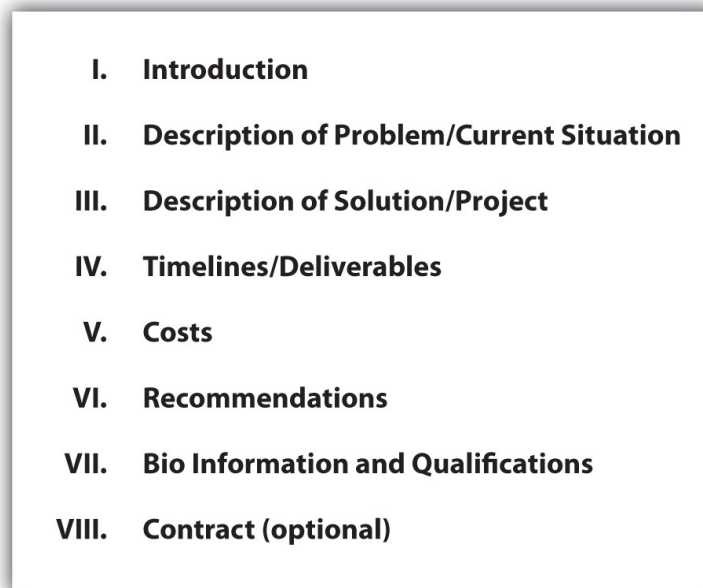 I. Introduction
II. Description of Problem/Current Situation
III. Description of Solution/Project
IV. Timelines/Deliverables
V. Costs
VI. Recommendations
VII. Bio Information and Qualifications
VIII. Contract (optional)